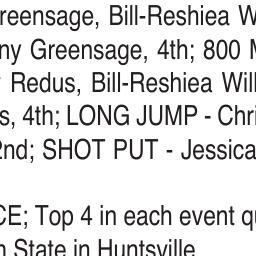 reensage, Bill-Reshiea W
ny Greensage, 4th; 800 M
Redus, Bill-Reshiea Will
s, 4th; LONG JUMP - Chri
2nd; SHOT PUT - Jessica
CE; Top 4 in each event qu
n State in Huntsville